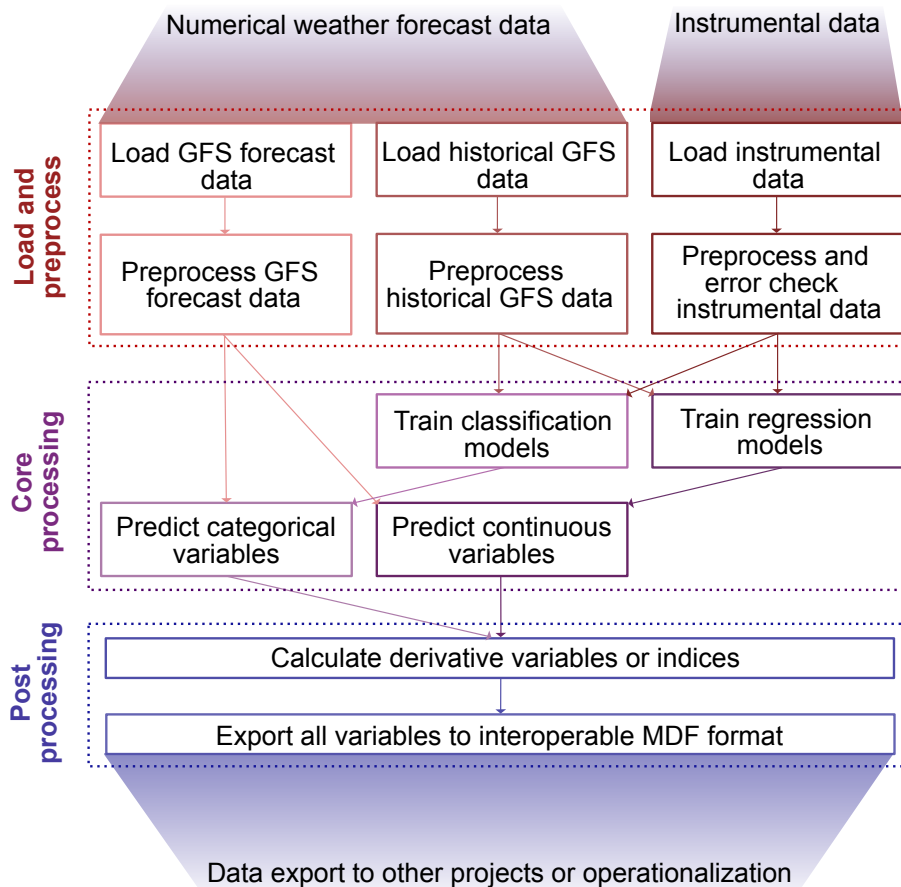 Numerical weather forecast data
Instrumental data
Load and
preprocess
Load GFS forecast
data
Load historical GFS
data
Load instrumental
data
Preprocess GFS
forecast data
Preprocess
historical GFS data
Preprocess and
error check
instrumental data
Core
processing
Train classification
models
Train regression
models
Predict categorical
variables
Predict continuous
variables
Post
processing
Calculate derivative variables or indices
Export all variables to interoperable MDF format
Data export to other projects or operationalization